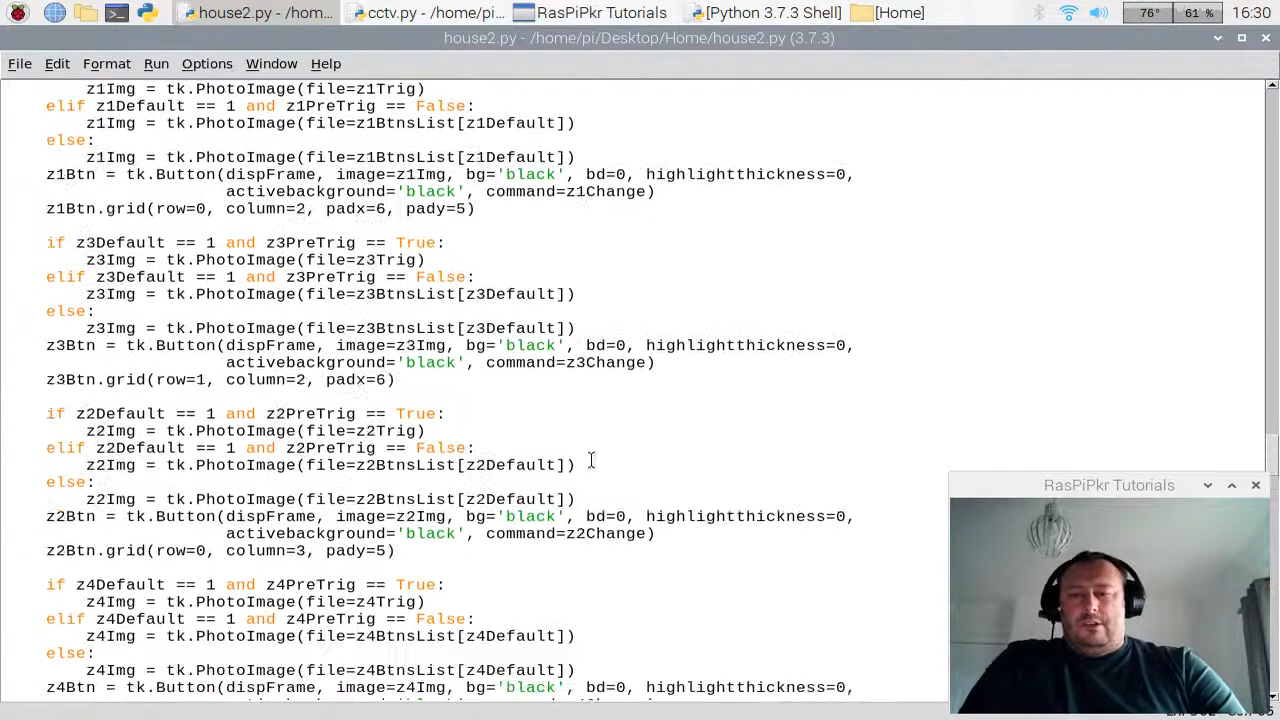 house2.py - /hom...
cctv.py - /home/pi...
RasPiPkr Tutorials
[Python 3.7.3 Shell]
[Home]
76°
61 %
16:30
house2.py - /home/pi/Desktop/Home/house2.py (3.7.3)
File Edit Format Run Options Window Help
z1Img = tk.PhotoImage(file=z1Trig)
elif z1Default == 1 and z1PreTrig == False:
z1Img = tk.PhotoImage(file=z1BtnsList[z1Default])
else:
z1Img = tk.PhotoImage(file=z1BtnsList[z1Default])
z1Btn = tk.Button(dispFrame, image=z1Img, bg='black', bd=0, highlightthickness=0,
activebackground='black', command=z1Change)
z1Btn.grid(row=0, column=2, padx=6, pady=5)
if z3Default == 1 and z3PreTrig == True:
z3Img = tk.PhotoImage(file=z3Trig)
elif z3Default == 1 and z3PreTrig == False:
z3Img = tk.PhotoImage(file=z3BtnsList[z3Default])
else:
z3Img = tk.PhotoImage(file=z3BtnsList[z3Default])
z3Btn = tk.Button(dispFrame, image=z3Img, bg='black', bd=0, highlightthickness=0,
activebackground='black', command=z3Change)
z3Btn.grid(row=1, column=2, padx=6)
if z2Default == 1 and z2PreTrig == True:
z2Img = tk.PhotoImage(file=z2Trig)
elif z2Default == 1 and z2PreTrig == False:
z2Img = tk.PhotoImage(file=z2BtnsList[z2Default])
else:
z2Img = tk.PhotoImage(file=z2BtnsList[z2Default])
z2Btn = tk.Button(dispFrame, image=z2Img, bg='black', bd=0, highlightthickness=0,
activebackground='black', command=z2Change)
z2Btn.grid(row=0, column=3, pady=5)
if z4Default == 1 and z4PreTrig == True:
z4Img = tk.PhotoImage(file=z4Trig)
elif z4Default == 1 and z4PreTrig == False:
z4Img = tk.PhotoImage(file=z4BtnsList[z4Default])
else:
z4Img = tk.PhotoImage(file=z4BtnsList[z4Default])
z4Btn = tk.Button(dispFrame, image=z4Img, bg='black', bd=0, highlightthickness=0,
RasPiPkr Tutorials